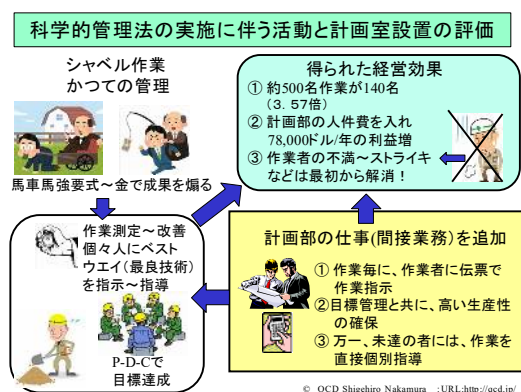 科学的管理法の実施に伴う活動と計画室設置の評価
シャベル作業
かつての管理
馬車馬強要式~金で成果を煽る
得られた経営効果
① 約500名作業が140名
(3.57倍)
② 計画部の人件費を入れ
78,000ドル/年の利益増
③ 作業者の不満~ストライキ
などは最初から解消!
作業測定~改善
個々人にベスト
ウエイ(最良技術)
を指示~指導
P-D-Cで
目標達成
計画部の仕事(間接業務)を追加
① 作業毎に、作業者に伝票で
作業指示
②目標管理と共に、高い生産性
の確保
③ 万一、未達の者には、作業を
直接個別指導
© QCD Shigehiro Nakamura :URL:http://qcd.jp/